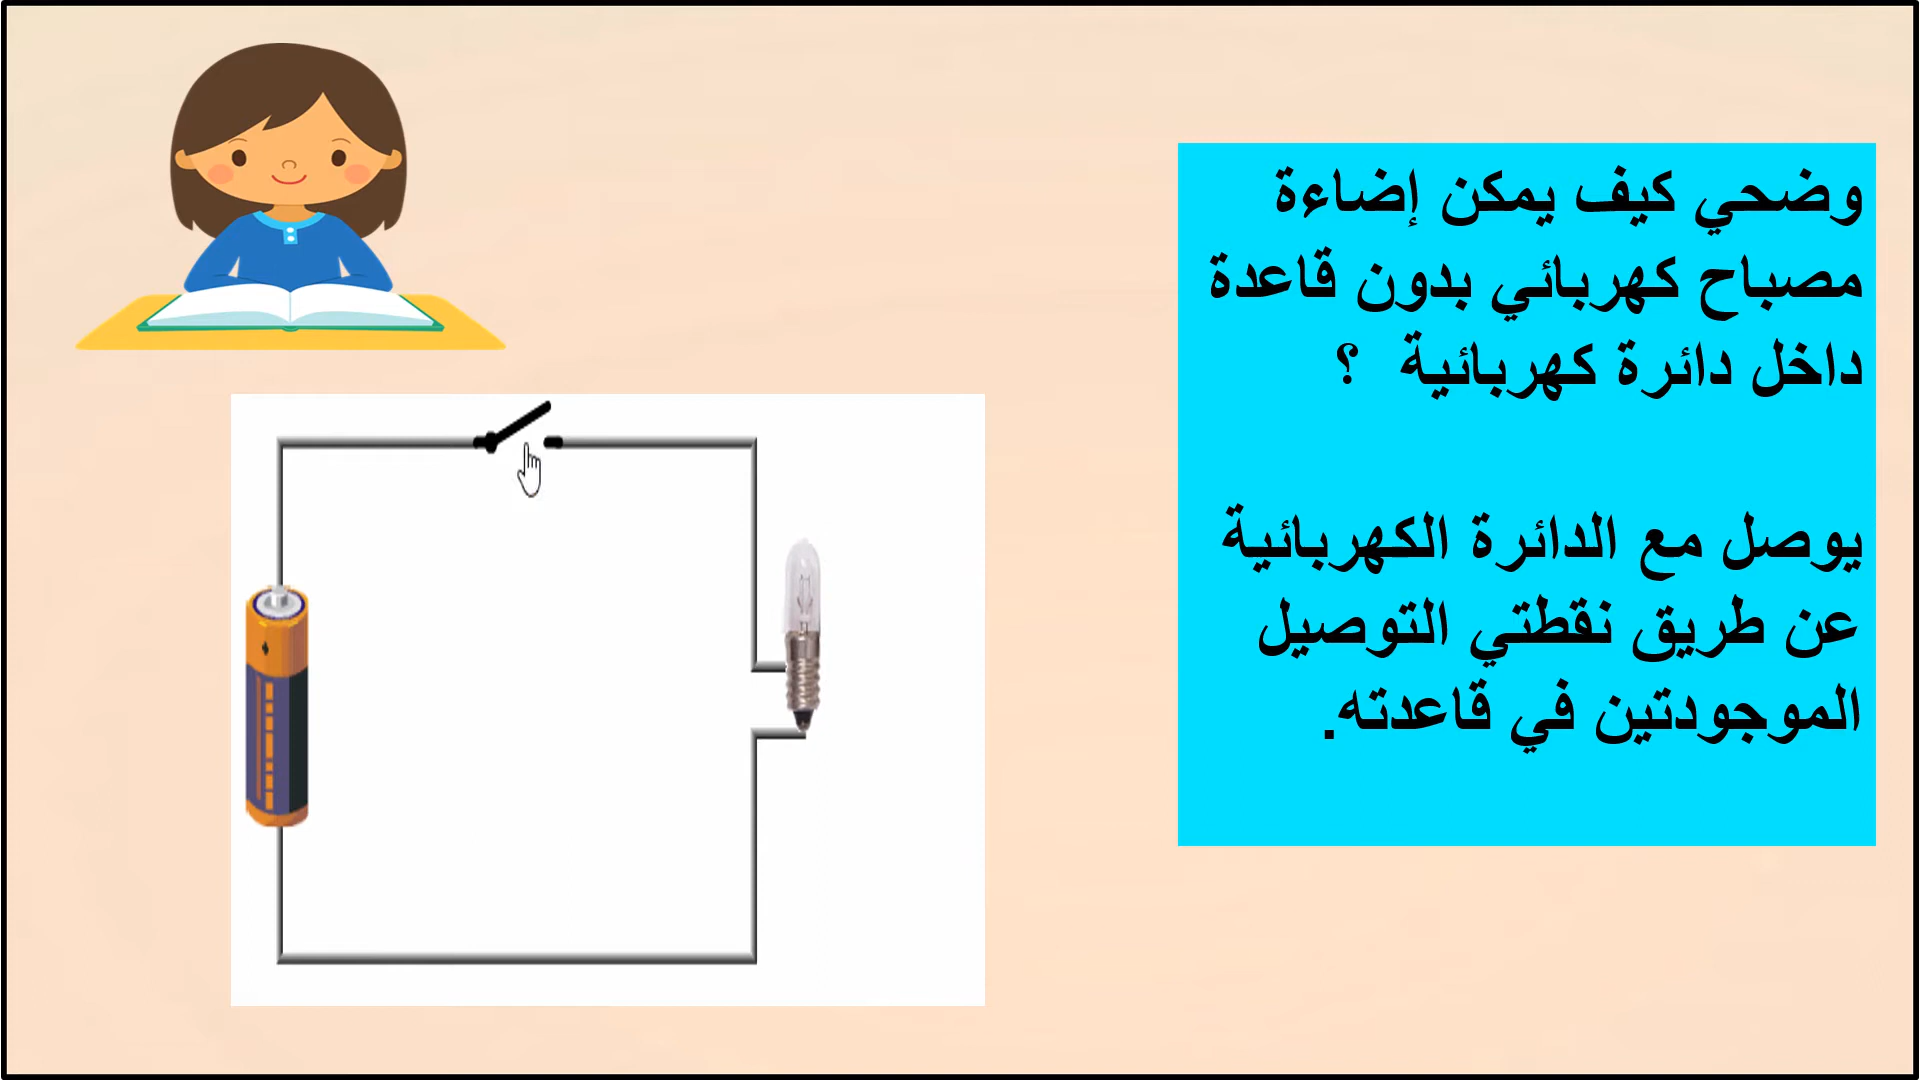 وضحي كيف يمكن إضاءة
مصباح كهربائي بدون قاعدة
داخل دائرة كهربائية ؟
يوصل مع الدائرة الكهربائية
عن طريق نقطتي التوصيل
الموجودتين في قاعدته.